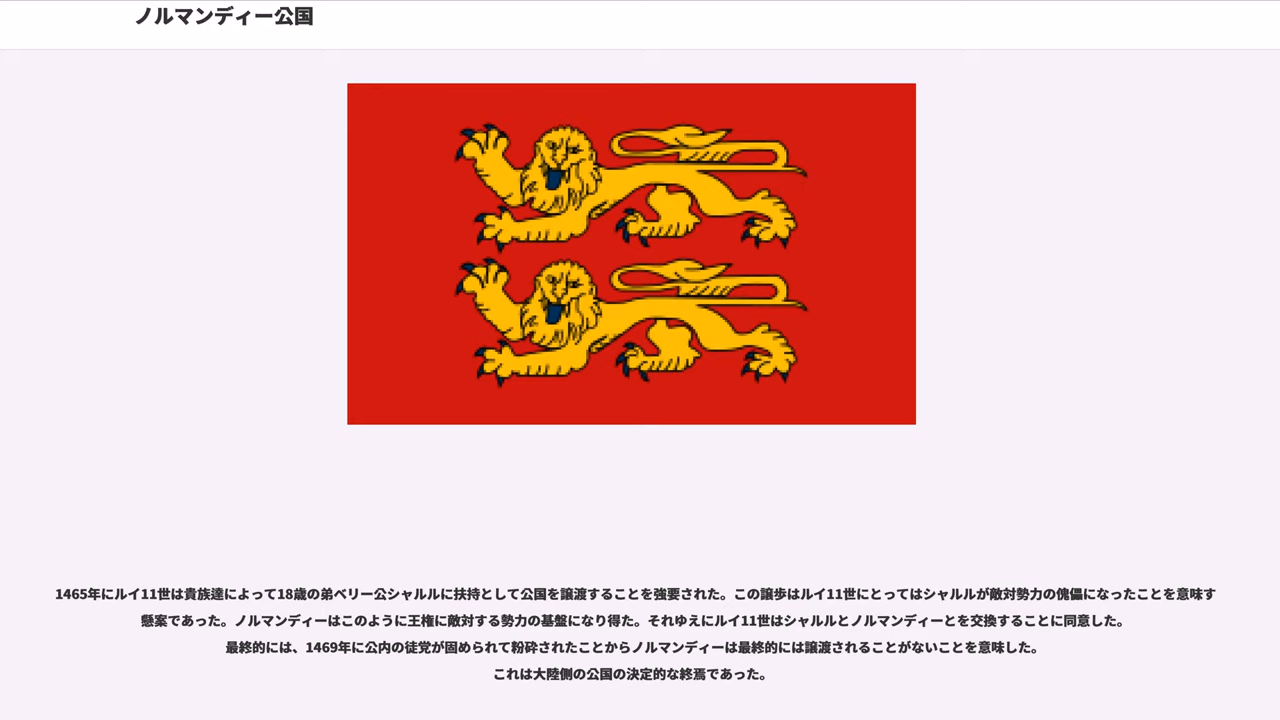 ノルマンディー公国
1465年にルイ11世は貴族達によって18歳の弟ベリー公シャルルに扶持として公国を譲渡することを強要された。この譲歩はルイ11世にとってはシャルルが敵対勢力の傀儡になったことを意味す
懸案であった。ノルマンディーはこのように王権に敵対する勢力の基盤になり得た。それゆえにルイ11世はシャルルとノルマンディーとを交換することに同意した。
最終的には、1469年に公内の徒党が固められて粉砕されたことからノルマンディーは最終的には譲渡されることがないことを意味した。
これは大陸側の公国の決定的な終焉であった。